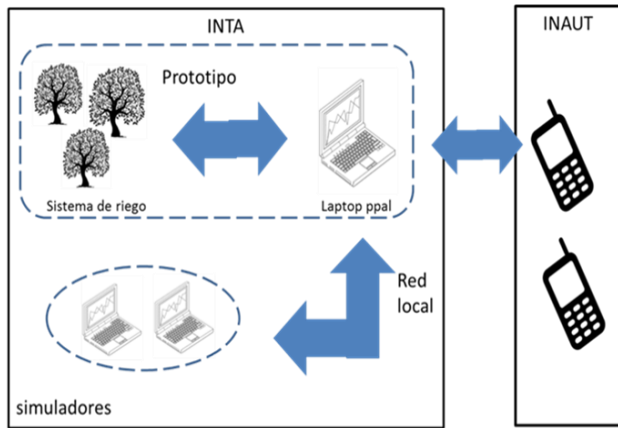 INTA
INAUT
Prototipo
Sistema de riego
Laptop ppal
Red
local
simuladores